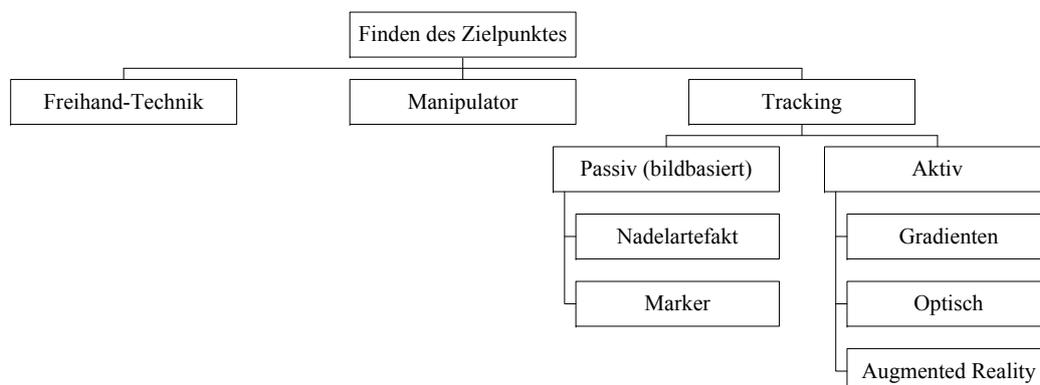 Finden des Zielpunktes
Freihand-Technik
Manipulator
Tracking
Passiv (bildbasiert)
Aktiv
Nadelartefakt
Gradienten
Marker
Optisch
Augmented Reality